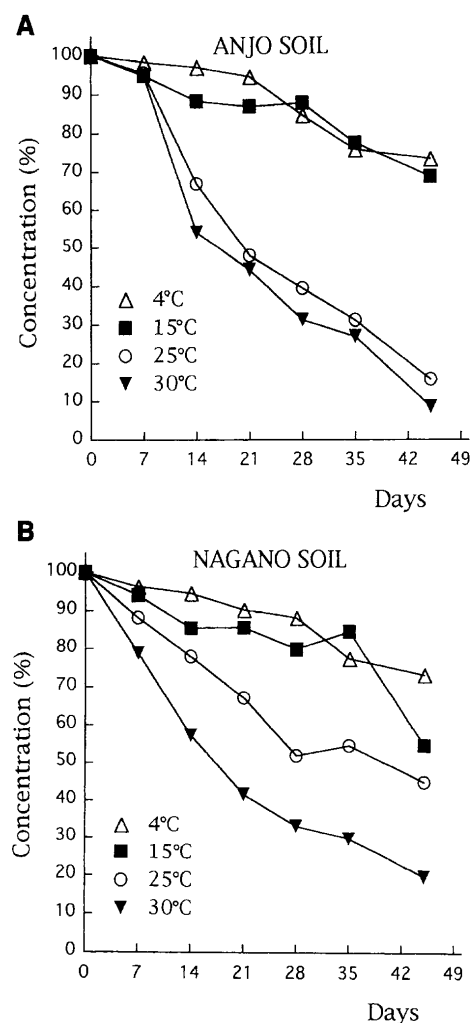 A
ANJO SOIL
Concentration (%)
100
90
80
70
60
50
40
30
20
10
0
4°C
15°C
25°C
30°C
0 7 14 21 28 35 42 49
Days
B
NAGANO SOIL
Concentration (%)
100
90
80
70
60
50
40
30
20
10
0
4°C
15°C
25°C
30°C
0 7 14 21 28 35 42 49
Days